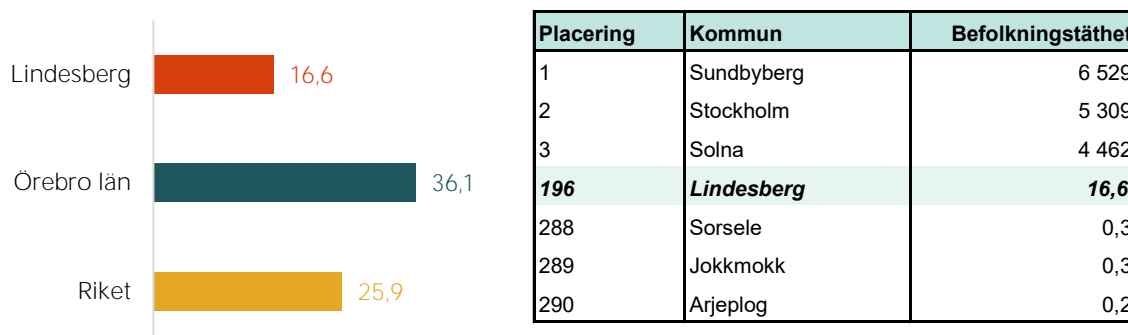 Lindesberg 16,6
Örebro län 36,1
Riket 25,9
Placering Kommun Befolkningstäthet
1 Sundbyberg 6 529
2 Stockholm 5 309
3 Solna 4 462
196 Lindesberg 16,6
288 Sorsele 0,3
289 Jokkmokk 0,3
290 Arjeplog 0,2